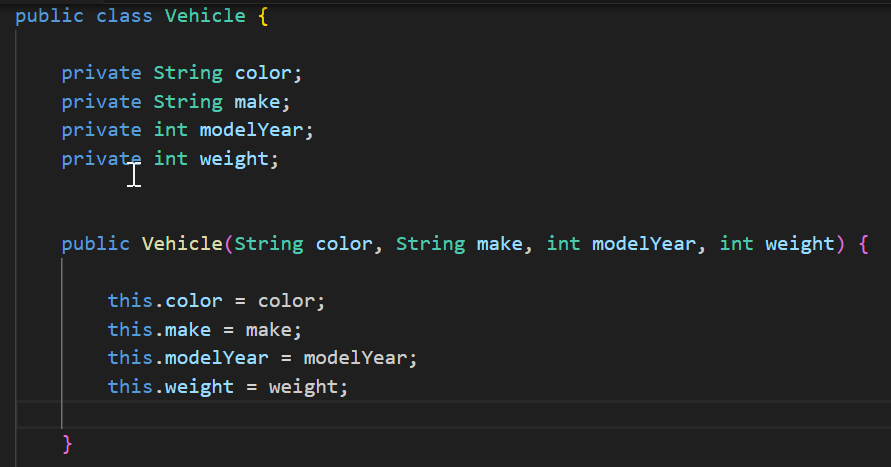 public class Vehicle {
private String color;
private String make;
private int modelYear;
private int weight;
public Vehicle(String color, String make, int modelYear, int weight) {
this.color = color;
this.make = make;
this.modelYear = modelYear;
this.weight = weight;
}